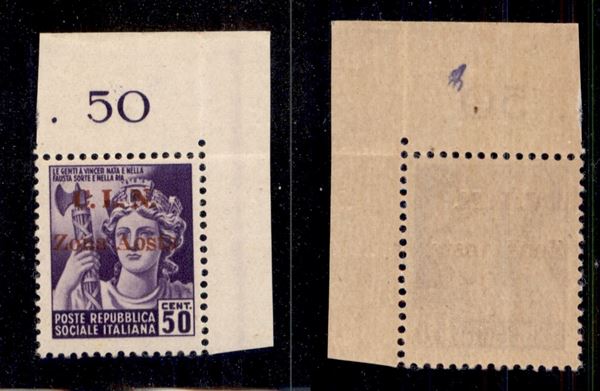 . 50
LE GENTI A VINCER NATA E NELLA
FAUSTA SORTE E NELLA RIA
C. L. N.
Zona Aosta
CENT.
POSTE REPUBBLICA 50
SOCIALE ITALIANA